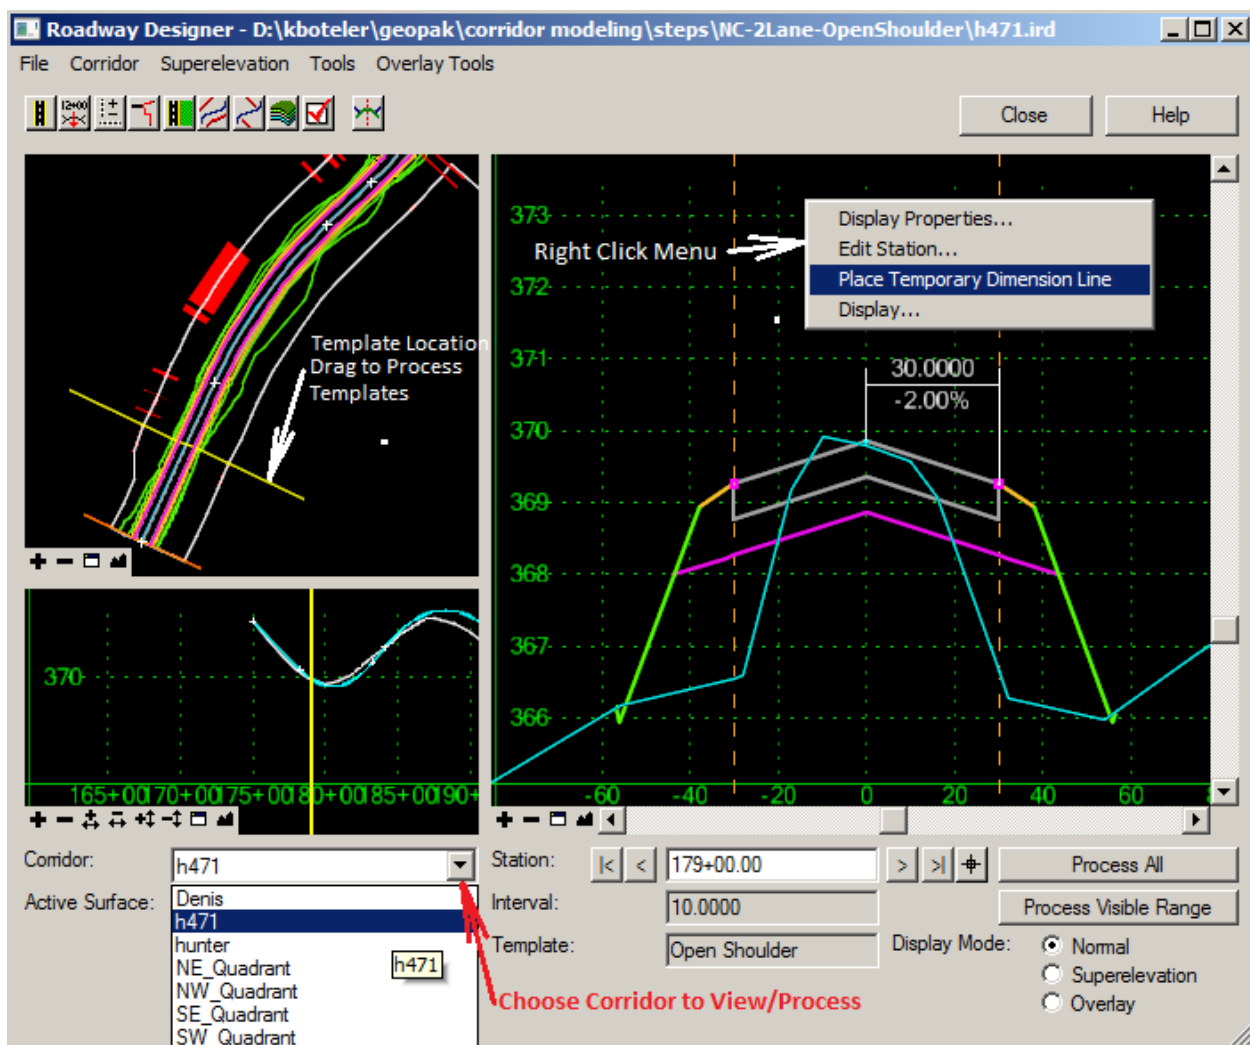 Roadway Designer - D:\kboteler\geopak\corridor modeling\steps\NC-2Lane-OpenShoulder\h471.ird
File Corridor Superelevation Tools Overlay Tools
12+00
Close Help
Template Location
Drag to Process
Templates
373
372
371
370
369
368
367
366
Right Click Menu
Display Properties...
Edit Station...
Place Temporary Dimension Line
Display...
30.0000
-2.00%
-60 -40 -20 0 20 40 60
370
165+00 170+00 175+00 180+00 185+00 190+
Corridor: h471
Active Surface:
Denis
h471
hunter
NE_Quadrant
NW_Quadrant
SE_Quadrant
SW_Quadrant
h471
Choose Corridor to View/Process
Station: |< < 179+00.00 > >| Process All
Interval: 10.0000 Process Visible Range
Template: Open Shoulder Display Mode: Normal
Superelevation
Overlay